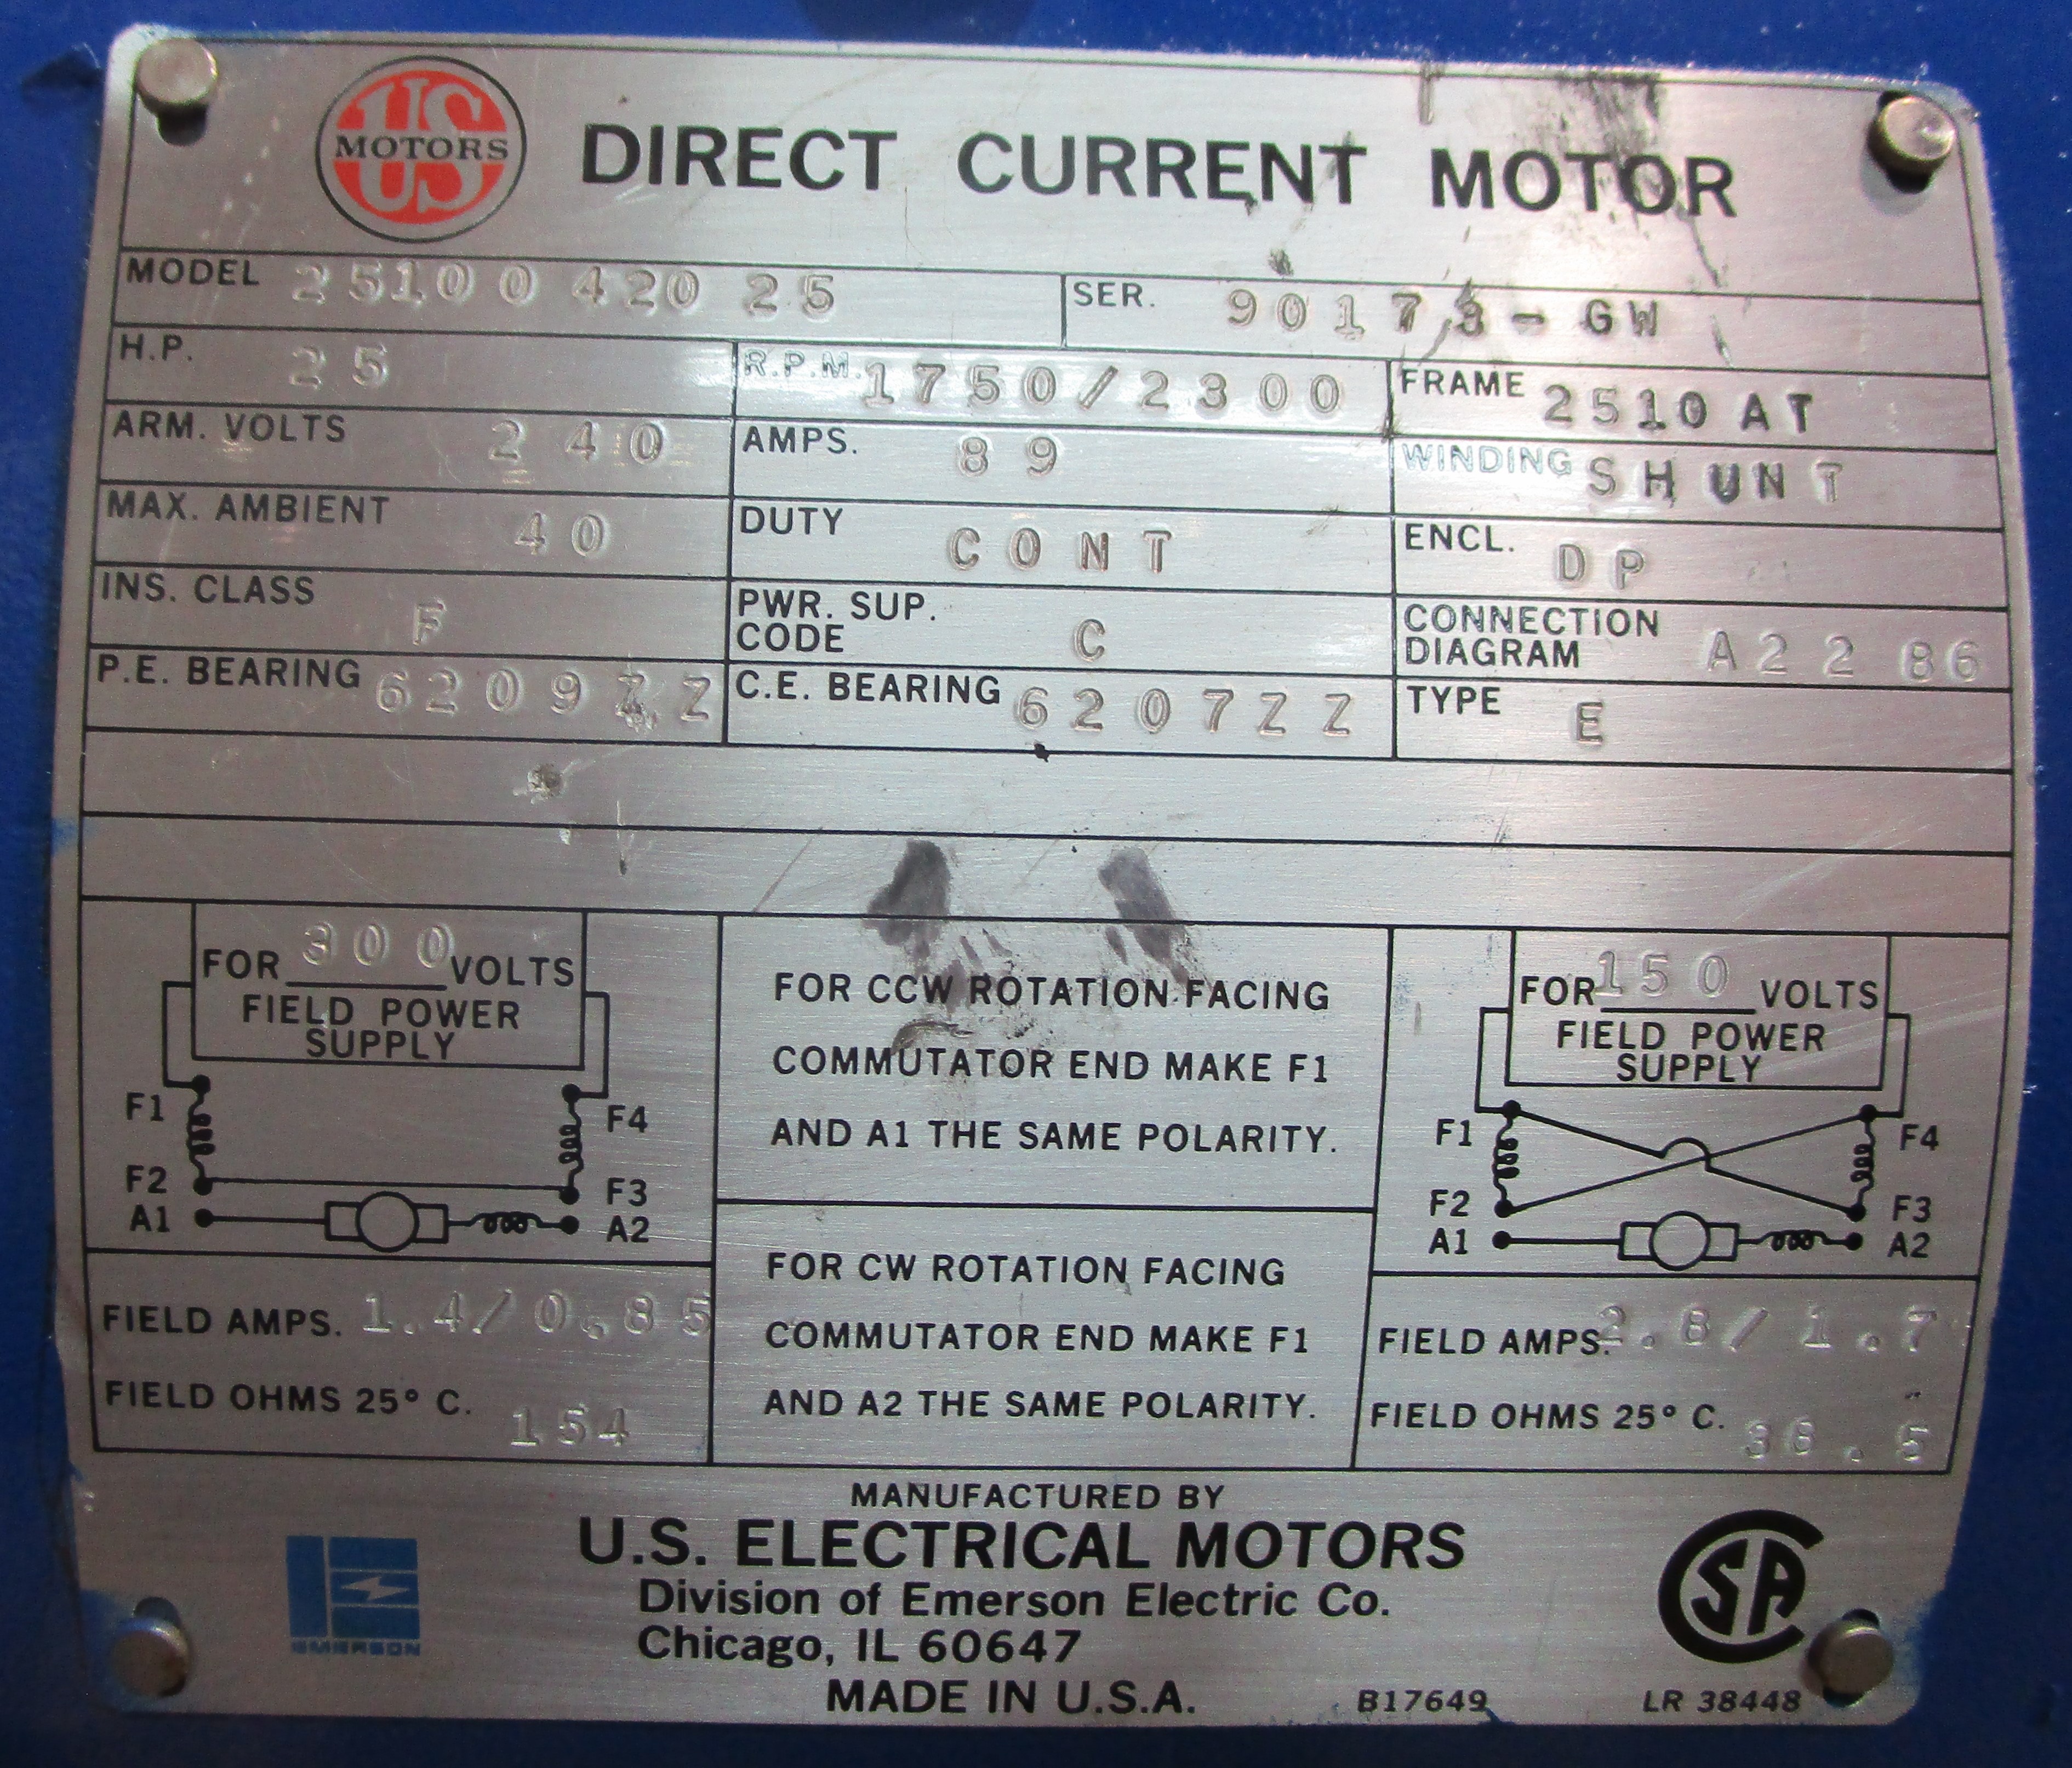 US
MOTORS
DIRECT CURRENT MOTOR
MODEL 25100 420 25
SER. 90173-GW
H.P. 25
R.P.M. 1750/2300
FRAME 2510 AT
ARM. VOLTS 240
AMPS. 89
WINDING SHUNT
MAX. AMBIENT 40
DUTY CONT
ENCL. DP
INS. CLASS F
PWR. SUP.
CODE C
CONNECTION
DIAGRAM A22 86
P.E. BEARING 6209ZZ
C.E. BEARING 6207ZZ
TYPE E
FOR 300 VOLTS
FIELD POWER
SUPPLY
F1
F4
F2
F3
A1
A2
FIELD AMPS. 1.4/0.85
FIELD OHMS 25° C. 154
FOR CCW ROTATION FACING
COMMUTATOR END MAKE F1
AND A1 THE SAME POLARITY.
FOR CW ROTATION FACING
COMMUTATOR END MAKE F1
AND A2 THE SAME POLARITY.
FOR 150 VOLTS
FIELD POWER
SUPPLY
F1
F4
F2
F3
A1
A2
FIELD AMPS. 2.8/1.7
FIELD OHMS 25° C. 38.5
MANUFACTURED BY
U.S. ELECTRICAL MOTORS
Division of Emerson Electric Co.
Chicago, IL 60647
MADE IN U.S.A.
EMERSON
B17649
SA
LR 38448